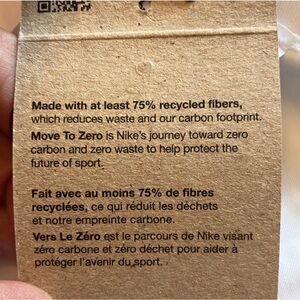 Made with at least 75% recycled fibers,
which reduces waste and our carbon footprint.
Move To Zero is Nike's journey toward zero
carbon and zero waste to help protect the
future of sport.
Fait avec au moins 75% de fibres
recyclées, ce qui réduit les déchets
et notre empreinte carbone.
Vers Le Zéro est le parcours de Nike visant
zéro carbone et zéro déchet pour aider à
protéger l'avenir du sport.